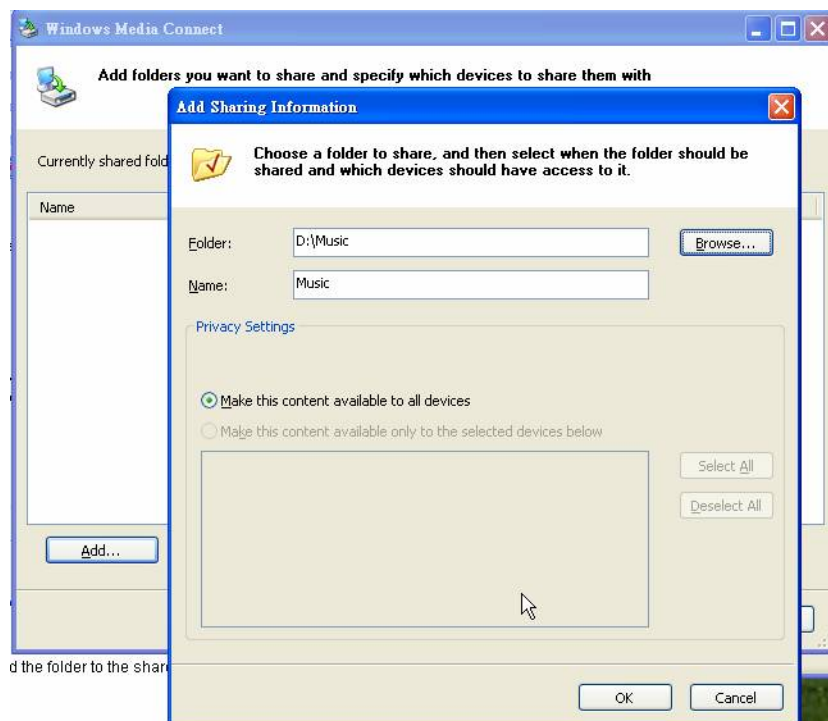 Windows Media Connect
Add folders you want to share and specify which devices to share them with
Add Sharing Information
Choose a folder to share, and then select when the folder should be
shared and which devices should have access to it.
Currently shared fold
Name
Folder:
D:\Music
Browse...
Name:
Music
Privacy Settings
Make this content available to all devices
Make this content available only to the selected devices below
Select All
Deselect All
Add...
d the folder to the shar
OK
Cancel